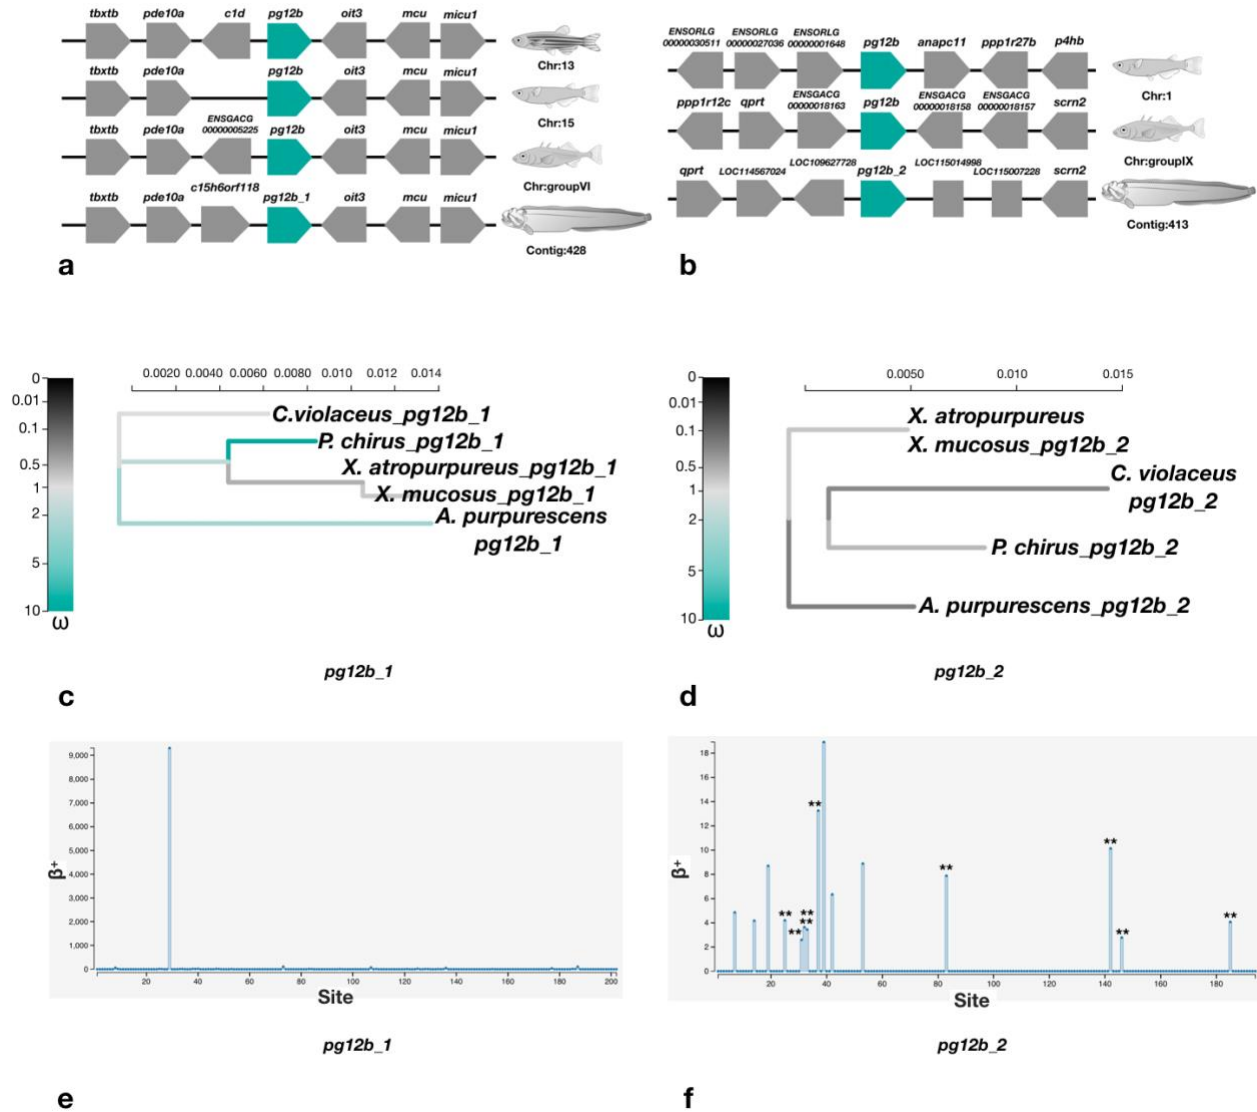 tbxtb pde10a c1d pg12b oit3 mcu micu1
Chr:13
tbxtb pde10a pg12b oit3 mcu micu1
Chr:15
ENSGACG
00000005225
tbxtb pde10a pg12b oit3 mcu micu1
Chr:groupVI
c15h6orf118
tbxtb pde10a pg12b_1 oit3 mcu micu1
Contig:428
a
ENSORLG ENSORLG ENSORLG
00000030511 00000027036 00000001648 pg12b anapc11 ppp1r27b p4hb
Chr:1
ENSGACG ENSGACG ENSGACG
ppp1r12c qprt 00000018163 pg12b 00000018158 00000018157 scrn2
Chr:groupIX
LOC109627728 LOC115014998
qprt LOC114567024 pg12b_2 LOC115007228 scrn2
Contig:413
b
0.0020 0.0040 0.0060 0.0080 0.010 0.012 0.014
0
0.01
0.1
0.5
1
2
5
10
ω
C.violaceus_pg12b_1
P. chirus_pg12b_1
X. atropurpureus_pg12b_1
X. mucosus_pg12b_1
A. purpurescens
pg12b_1
pg12b_1
c
0.0050 0.010 0.015
0
0.01
0.1
0.5
1
2
5
10
ω
X. atropurpureus
X. mucosus_pg12b_2
C. violaceus
pg12b_2
P. chirus_pg12b_2
A. purpurescens_pg12b_2
pg12b_2
d
9,000
8,000
7,000
6,000
5,000
4,000
3,000
2,000
1,000
0
β+
20 40 60 80 100 120 140 160 180 200
Site
pg12b_1
e
18
16
14
12
10
8
6
4
2
0
β+
**
**
**
**
**
**
**
**
**
20 40 60 80 100 120 140 160 180
Site
pg12b_2
f